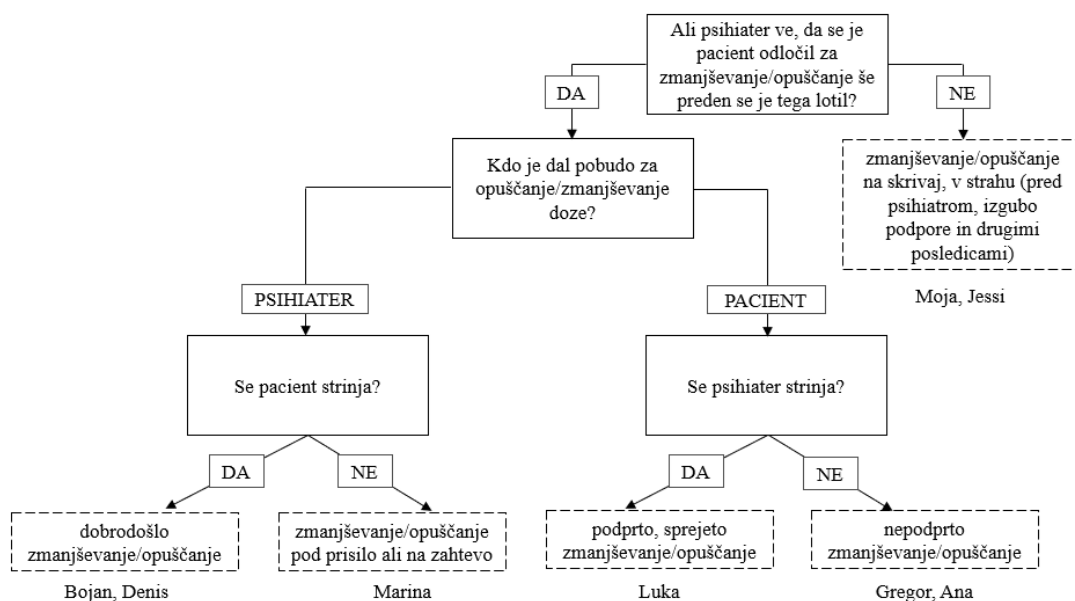 Ali psihiater ve, da se je
pacient odločil za
zmanjševanje/opuščanje še
preden se je tega lotil?
DA
NE
Kdo je dal pobudo za
opuščanje/zmanjševanje
doze?
zmanjševanje/opuščanje
na skrivaj, v strahu (pred
psihiatrom, izgubo
podpore in drugimi
posledicami)
Moja, Jessi
PSIHIATER
PACIENT
Se pacient strinja?
Se psihiater strinja?
DA
NE
DA
NE
dobrodošlo
zmanjševanje/opuščanje
zmanjševanje/opuščanje
pod prisilo ali na zahtevo
podprto, sprejeto
zmanjševanje/opuščanje
nepodprto
zmanjševanje/opuščanje
Bojan, Denis
Marina
Luka
Gregor, Ana